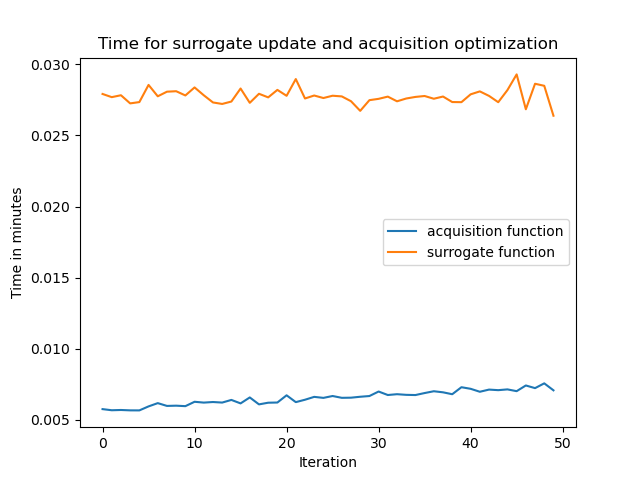 Time for surrogate update and acquisition optimization
0.030
0.025
0.020
0.015
0.010
0.005
Time in minutes
acquisition function
surrogate function
0 10 20 30 40 50
Iteration